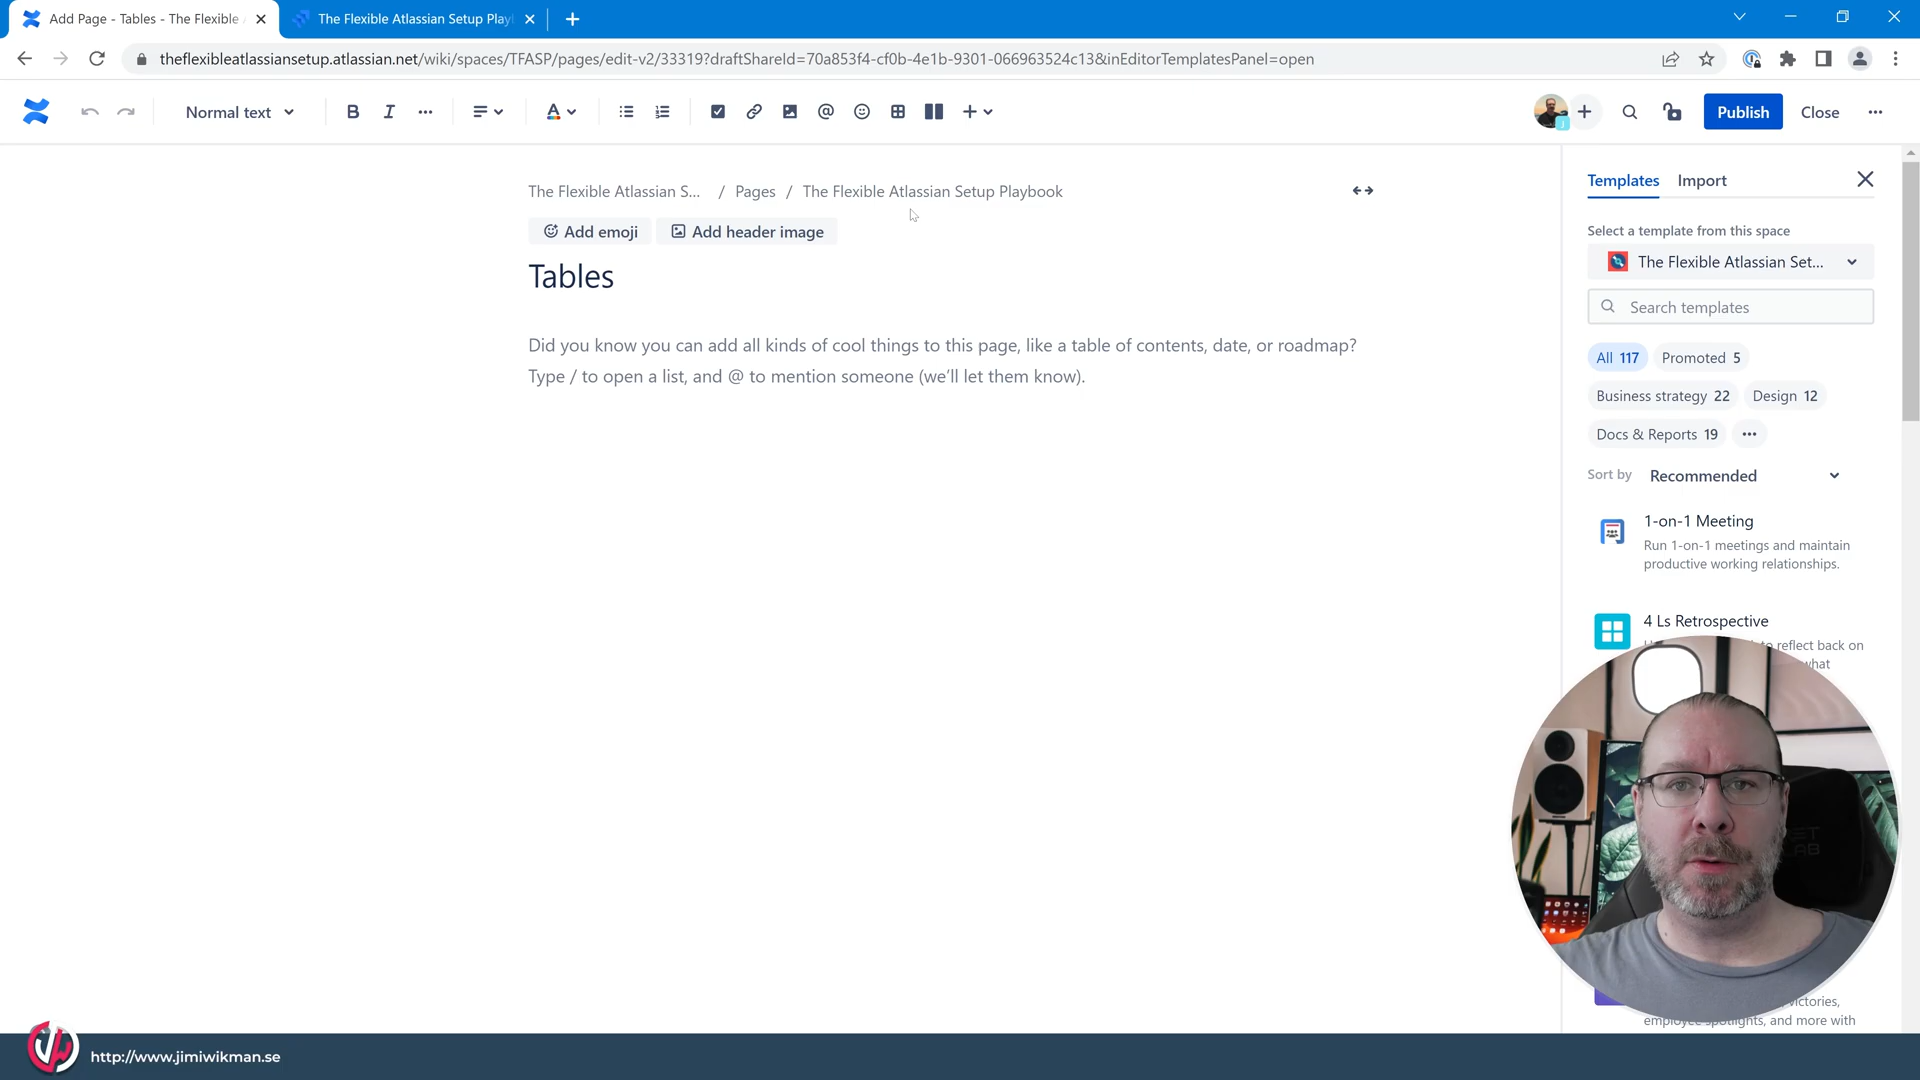 Add Page - Tables - The Flexible
The Flexible Atlassian Setup Play
theflexibleatlassiansetup.atlassian.net/wiki/spaces/TFASP/pages/edit-v2/33319?draftShareId=70a853f4-cf0b-4e1b-9301-066963524c13&inEditorTemplatesPanel=open
Normal text
B I A @
Publish
Close
The Flexible Atlassian S... / Pages / The Flexible Atlassian Setup Playbook
Add emoji
Add header image
Tables
Did you know you can add all kinds of cool things to this page, like a table of contents, date, or roadmap?
Type / to open a list, and @ to mention someone (we’ll let them know).
Templates
Import
Select a template from this space
The Flexible Atlassian Set...
Search templates
All 117
Promoted 5
Business strategy 22
Design 12
Docs & Reports 19
Sort by Recommended
1-on-1 Meeting
Run 1-on-1 meetings and maintain
productive working relationships.
4 Ls Retrospective
to reflect back on
what
victories,
employee spotlights, and more with
http://www.jimiwikman.se